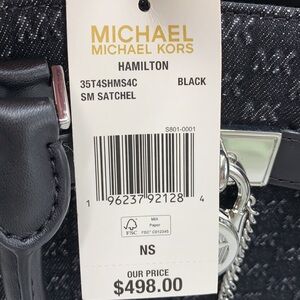 MICHAEL
MICHAEL KORS
HAMILTON
35T4SHMS4C BLACK
SM SATCHEL
S801-0001
1 96237 92128 4
FSC
MIX
Paper
NS
OUR PRICE
$498.00